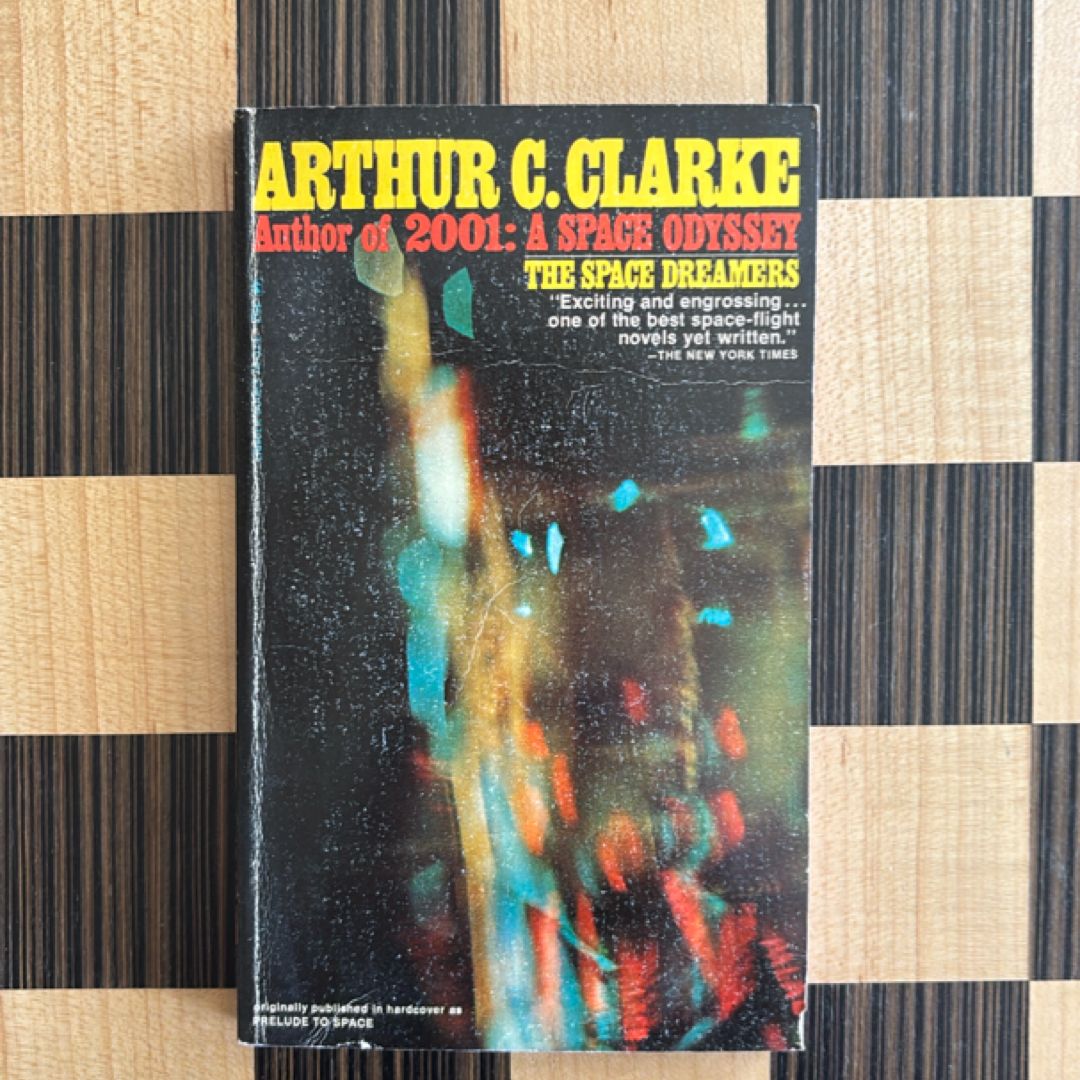 ARTHUR C. CLARKE
Author of 2001: A SPACE ODYSSEY
THE SPACE DREAMERS
"Exciting and engrossing...
one of the best space-flight
novels yet written."
—THE NEW YORK TIMES
originally published in hardcover as
PRELUDE TO SPACE